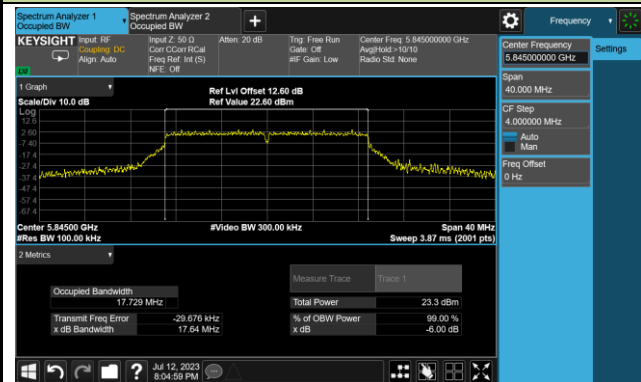 Spectrum Analyzer 1
Occupied BW
Spectrum Analyzer 2
Occupied BW
Frequency
KEYSIGHT
Input: RF
Coupling: DC
Align: Auto
Input Z: 50 Ω
Corr CCorr RCal
Freq Ref: Int (S)
NFE: Off
Atten: 20 dB
Trig: Free Run
Gate: Off
#IF Gain: Low
Center Freq: 5.845000000 GHz
Avg|Hold:>10/10
Radio Std: None
Center Frequency
5.845000000 GHz
Settings
Span
40.000 MHz
CF Step
4.000000 MHz
Auto
Man
Freq Offset
0 Hz
1 Graph
Scale/Div 10.0 dB
Ref Lvl Offset 12.60 dB
Ref Value 22.60 dBm
Log
12.6
2.60
-7.40
-17.4
-27.4
-37.4
-47.4
-57.4
-67.4
Center 5.84500 GHz
#Res BW 100.00 kHz
#Video BW 300.00 kHz
Span 40 MHz
Sweep 3.87 ms (2001 pts)
2 Metrics
Measure Trace
Trace 1
Occupied Bandwidth
17.729 MHz
Total Power
23.3 dBm
Transmit Freq Error
-29.676 kHz
% of OBW Power
99.00 %
x dB Bandwidth
17.64 MHz
x dB
-6.00 dB
Jul 12, 2023
8:04:59 PM